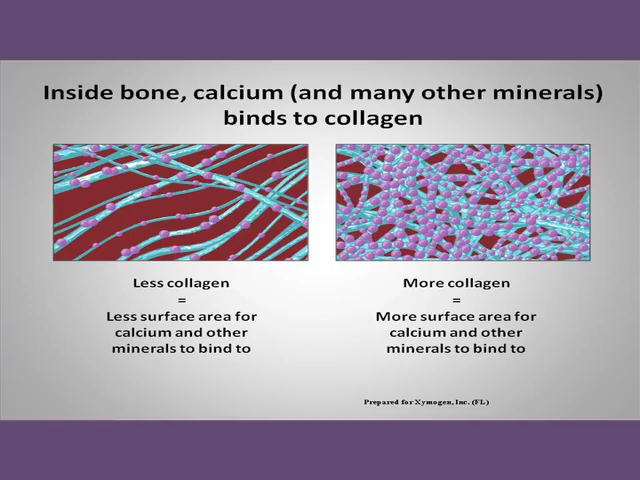 Inside bone, calcium (and many other minerals)
binds to collagen
Less collagen
=
Less surface area for
calcium and other
minerals to bind to
More collagen
=
More surface area for
calcium and other
minerals to bind to
Prepared for Xymogen, Inc. (FL)